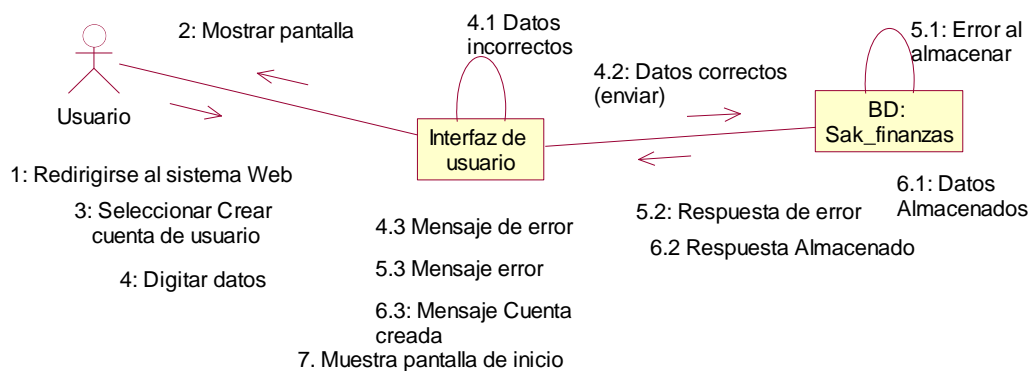 2: Mostrar pantalla
4.1 Datos
incorrectos
5.1: Error al
almacenar
4.2: Datos correctos
(enviar)
Usuario
Interfaz de
usuario
BD:
Sak_finanzas
1: Redirigirse al sistema Web
3: Seleccionar Crear
cuenta de usuario
4: Digitar datos
4.3 Mensaje de error
5.3 Mensaje error
6.3: Mensaje Cuenta
creada
7. Muestra pantalla de inicio
5.2: Respuesta de error
6.2 Respuesta Almacenado
6.1: Datos
Almacenados